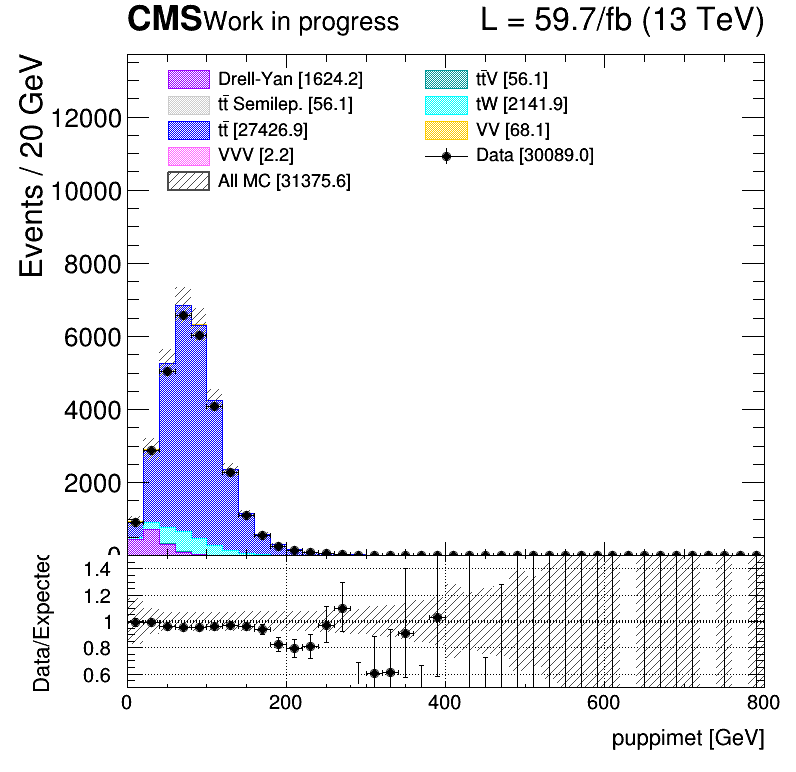 CMS Work in progress L = 59.7/fb (13 TeV)
Events / 20 GeV
Drell-Yan [1624.2]
tt̄ Semilep. [56.1]
tt̄ [27426.9]
VVV [2.2]
All MC [31375.6]
tt̄V [56.1]
tW [2141.9]
VV [68.1]
Data [30089.0]
12000
10000
8000
6000
4000
2000
0
Data/Expected
1.4
1.2
1
0.8
0.6
0 200 400 600 800
puppimet [GeV]